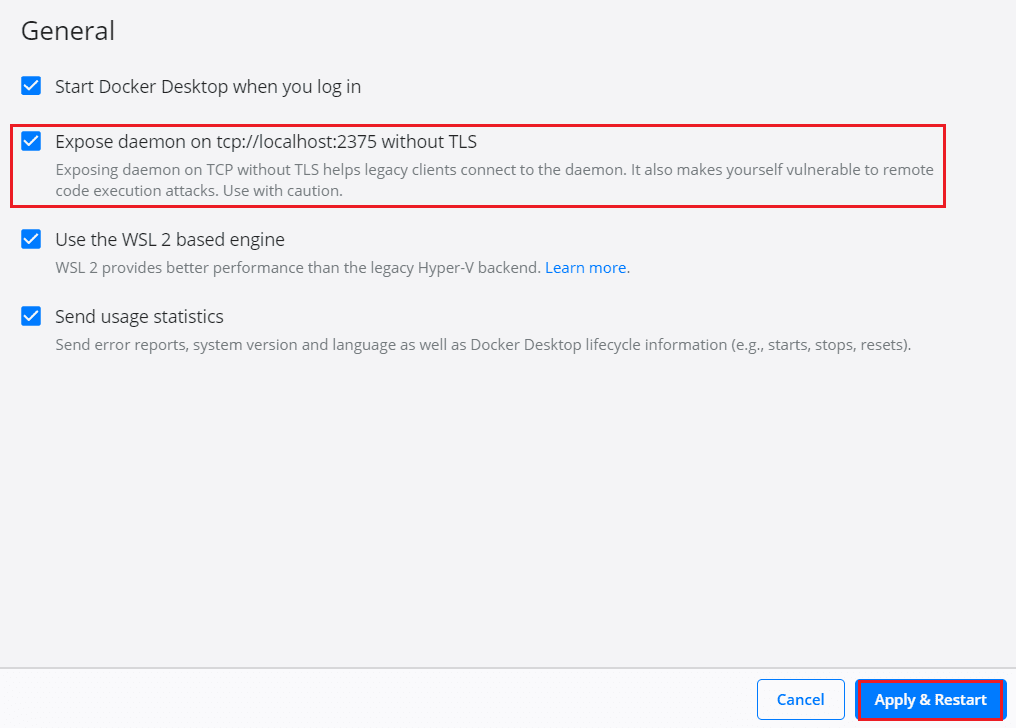 General
Start Docker Desktop when you log in
Expose daemon on tcp://localhost:2375 without TLS
Exposing daemon on TCP without TLS helps legacy clients connect to the daemon. It also makes yourself vulnerable to remote
code execution attacks. Use with caution.
Use the WSL 2 based engine
WSL 2 provides better performance than the legacy Hyper-V backend. Learn more.
Send usage statistics
Send error reports, system version and language as well as Docker Desktop lifecycle information (e.g., starts, stops, resets).
Cancel
Apply & Restart